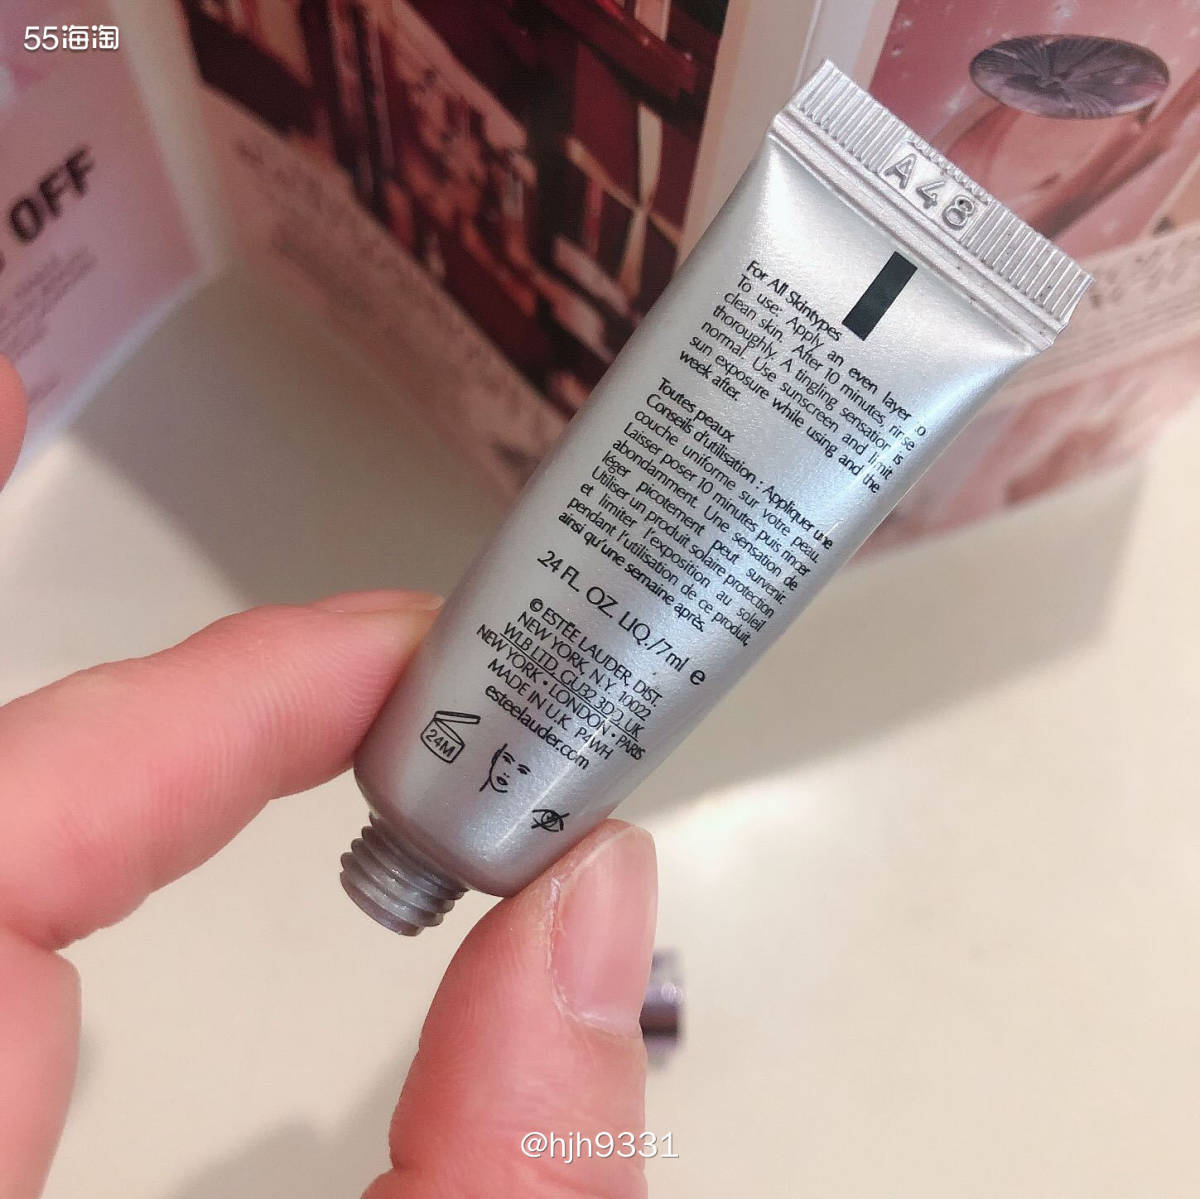 55海淘
OFF
A48
For All Skintypes
To use: Apply an even layer to
clean skin. After 10 minutes, rinse
thoroughly. A tingling sensation is
normal. Use sunscreen and limit
sun exposure while using and the
week after.
Toutes peaux
Conseils d'utilisation : Appliquer une
couche uniforme sur votre peau.
Laisser poser 10 minutes puis rincer
abondamment. Une sensation de
léger picotement peut survenir.
Utiliser un produit solaire protection
et limiter l'exposition au soleil
pendant l'utilisation de ce produit,
ainsi qu'une semaine après.
.24 FL. OZ. LIQ./7ml e
© ESTĒE LAUDER, DIST.
NEW YORK, N.Y. 10022
WLB LTD, GU32 3DD, UK
NEW YORK • LONDON • PARIS
MADE IN U.K. P4WH
esteelauder.com
24M
@hjh9331